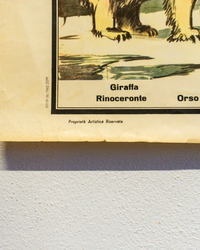 Giraffa
Rinoceronte Orso
Proprietà Artistica Riservata